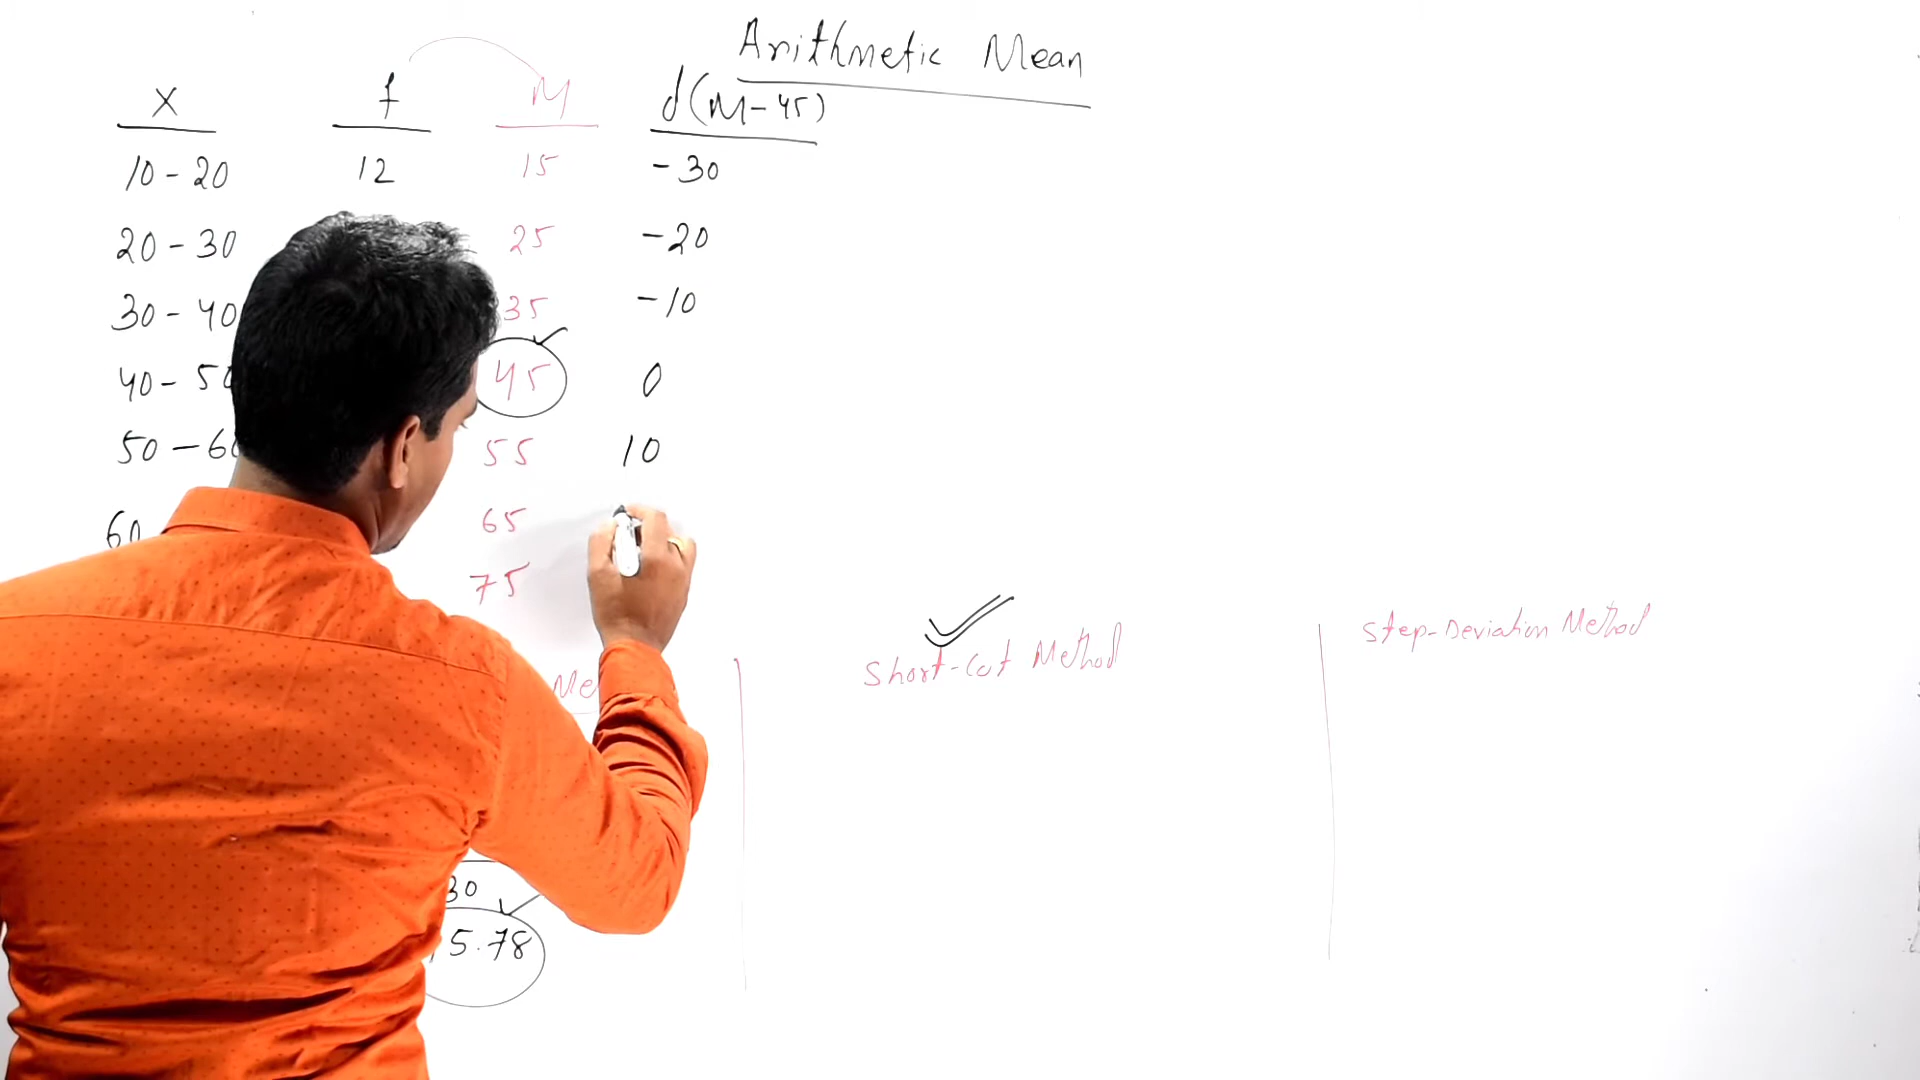 Arithmetic Mean
X f M d(M-45)
10-20 12 15 -30
20-30 25 -20
30-40 35 -10
40-50 45 0
50-60 55 10
60 65
75
Me Short-Cut Method Step-Deviation Method
30
5.78